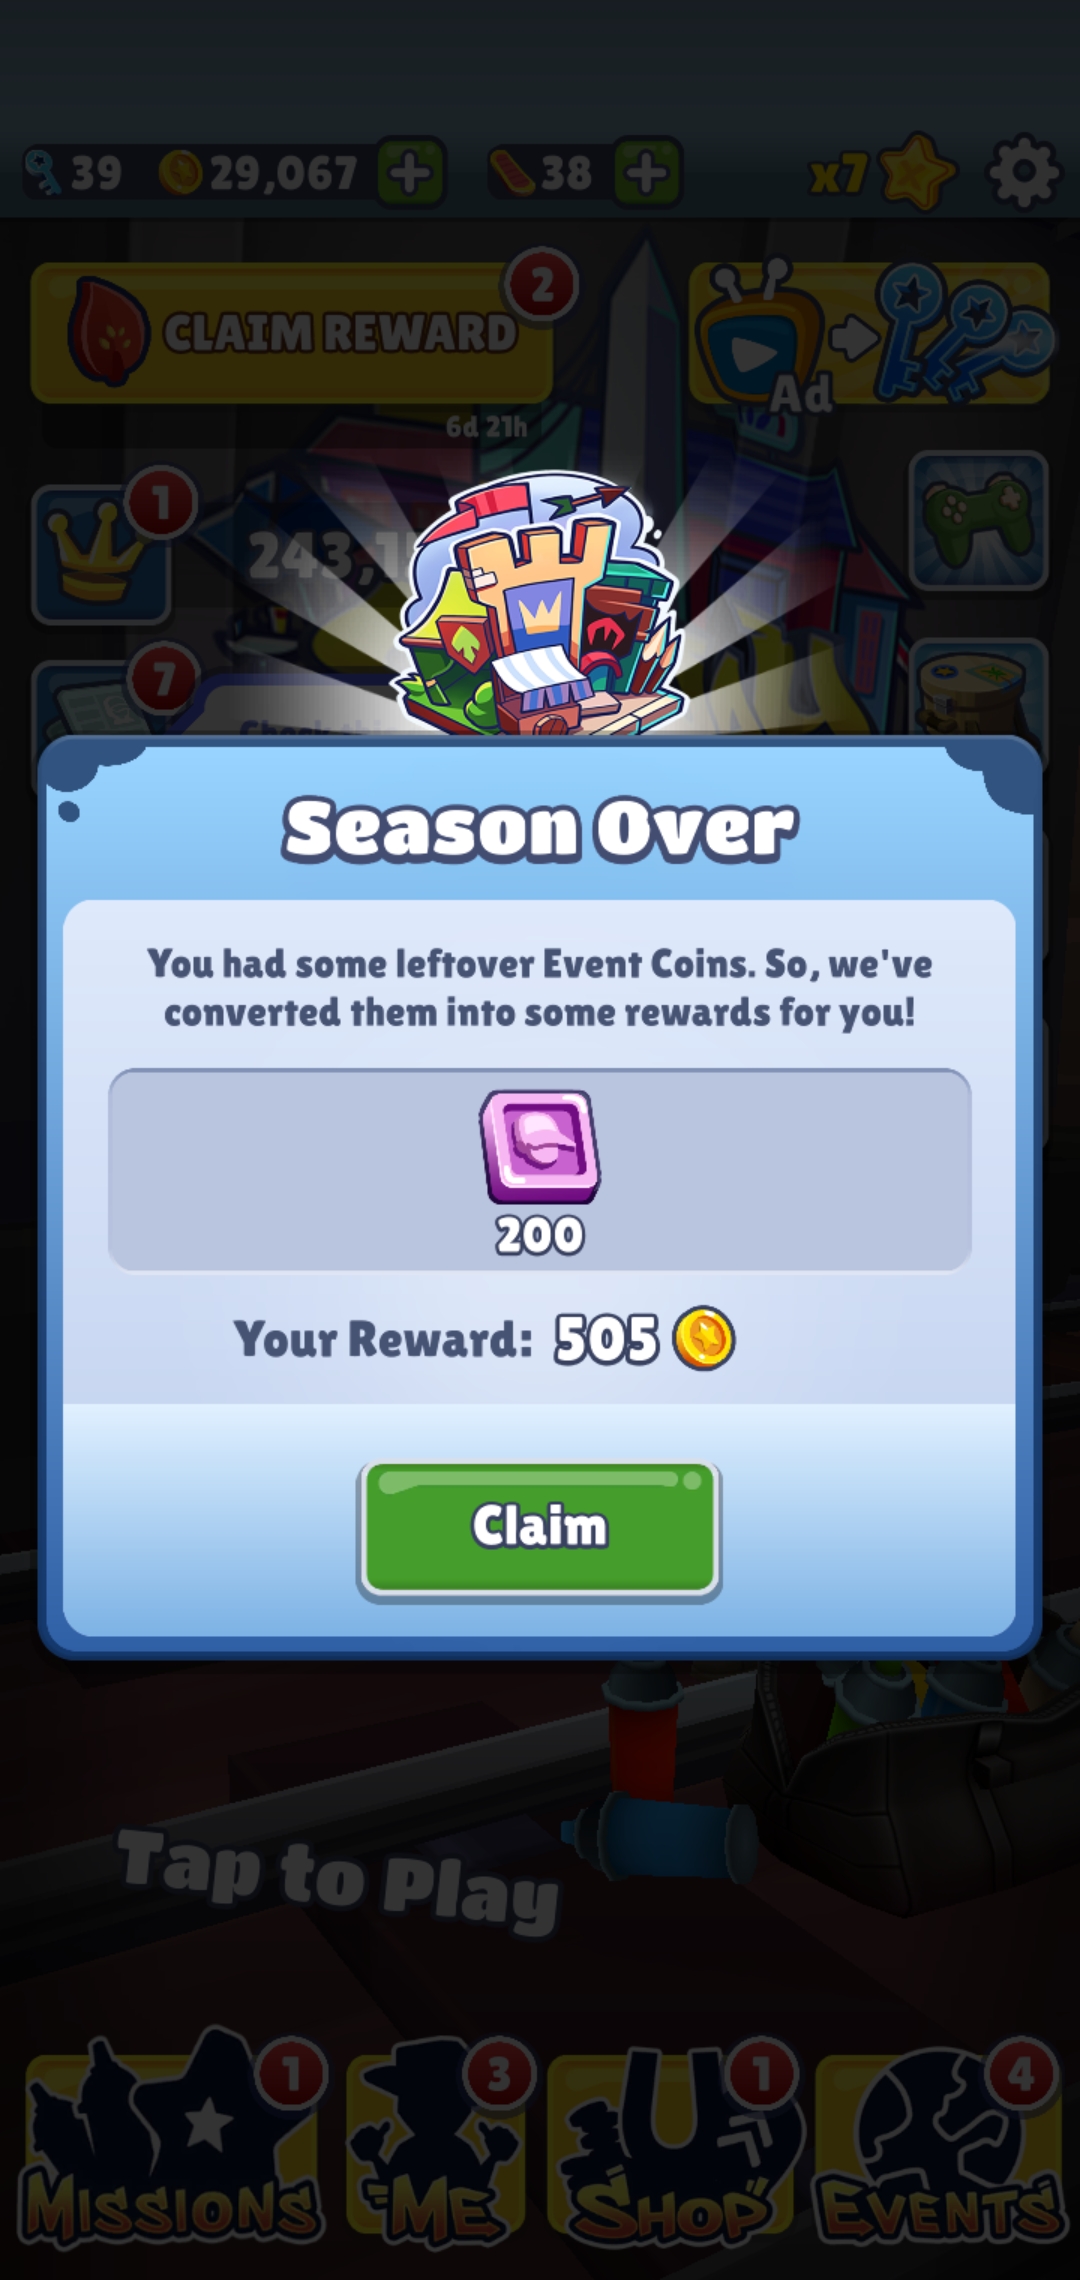 39 29,067 38 x7
CLAIM REWARD 2
Ad
6d 21h
1
243,1
7
Season Over
You had some leftover Event Coins. So, we've
converted them into some rewards for you!
200
Your Reward: 505
Claim
Tap to Play
1 3 1 4
MISSIONS ME SHOP EVENTS